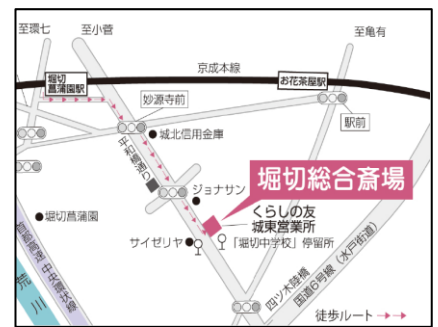 至環七
至小菅
至亀有
京成本線
堀切
菖蒲園駅
お花茶屋駅
妙源寺前
駅前
城北信用金庫
平和橋通り
ジョナサン
堀切総合斎場
くらしの友
城東営業所
堀切菖蒲園
サイゼリヤ
「堀切中学校」停留所
首都高速 中央環状線
荒川
四ツ木陸橋
国道6号線（水戸街道）
徒歩ルート